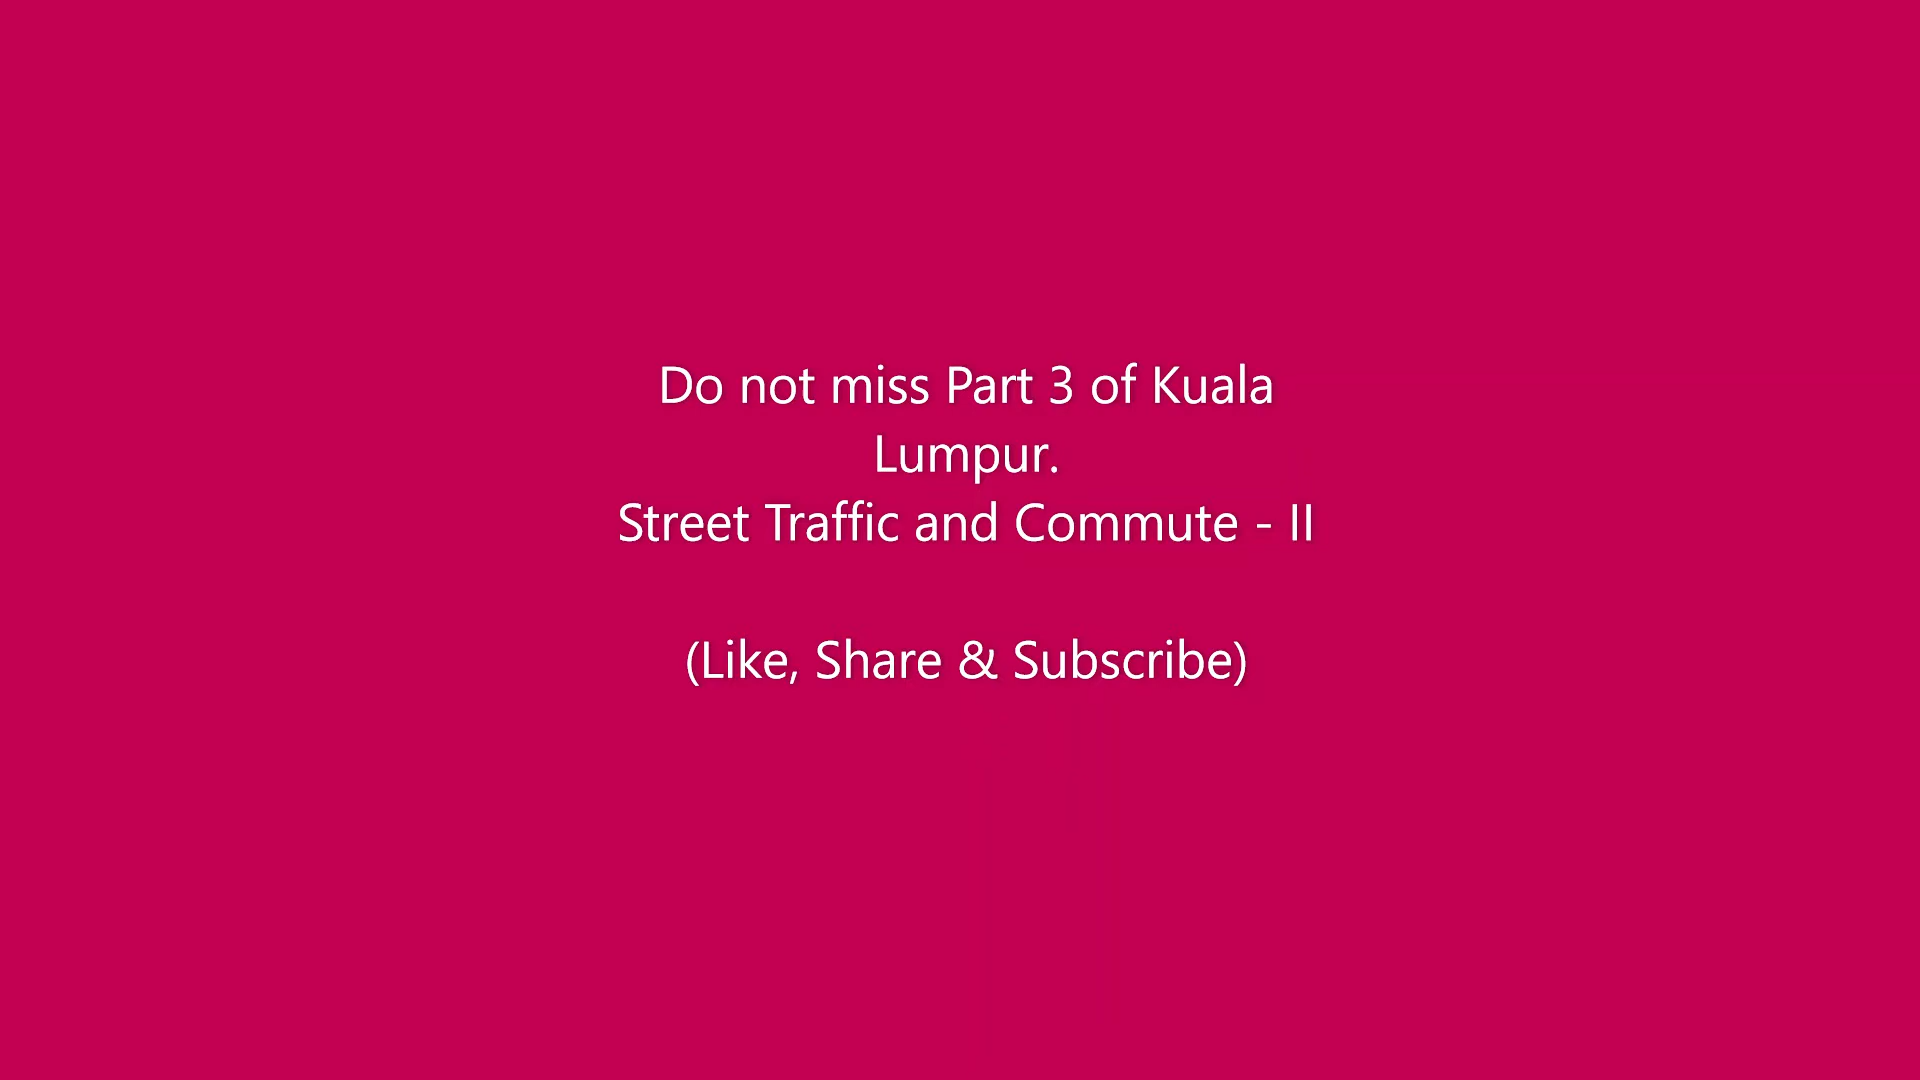 Do not miss Part 3 of Kuala
Lumpur.
Street Traffic and Commute - II
(Like, Share & Subscribe)